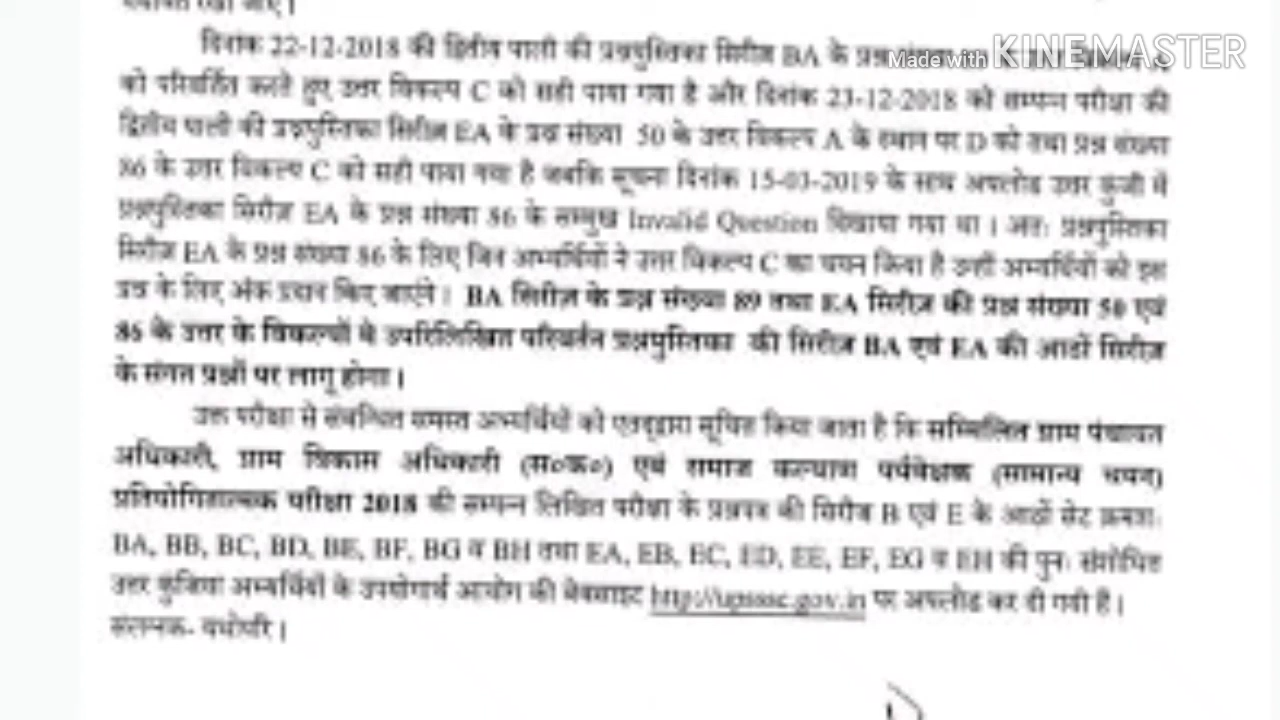 दिनांक 22-12-2018 की द्वितीय पाली की प्रश्नपुस्तिका सिरीज़ BA के प्रश्न
Made with KINEMASTER
को परिवर्तित करते हुए उत्तर विकल्प C को सही पाया गया है और दिनांक 23-12-2018 को सम्पन्न परीक्षा की
द्वितीय पाली की प्रश्नपुस्तिका सिरीज़ EA के प्रश्न संख्या 50 के उत्तर विकल्प A के स्थान पर D को तथा प्रश्न संख्या
86 के उत्तर विकल्प C को सही पाया गया है जबकि सूचना दिनांक 15-03-2019 के साथ अपलोड उत्तर कुंजी में
प्रश्नपुस्तिका सिरीज़ EA के प्रश्न संख्या 86 के सम्मुख Invalid Question दिखाया गया था। अतः प्रश्नपुस्तिका
सिरीज़ EA के प्रश्न संख्या 86 के लिए जिन अभ्यर्थियों ने उत्तर विकल्प C का चयन किया है उन्हीं अभ्यर्थियों को इस
प्रश्न के लिए अंक प्रदान किए जाएंगे। BA सिरीज़ के प्रश्न संख्या 89 तथा EA सिरीज़ की प्रश्न संख्या 50 एवं
86 के उत्तर के विकल्पों में उपरिलिखित परिवर्तन प्रश्नपुस्तिका की सिरीज़ BA एवं EA की आठों सिरीज़
के संगत प्रश्नों पर लागू होगा।
उक्त परीक्षा से संबन्धित समस्त अभ्यर्थियों को एतद्द्वारा सूचित किया जाता है कि सम्मिलित ग्राम पंचायत
अधिकारी, ग्राम विकास अधिकारी (स०क०) एवं समाज कल्याण पर्यवेक्षक (सामान्य चयन)
प्रतियोगितात्मक परीक्षा 2018 की सम्पन्न लिखित परीक्षा के प्रश्नपत्र की सिरीज B एवं E के आठों सेट क्रमशः
BA, BB, BC, BD, BE, BF, BG व BH तथा EA, EB, EC, ED, EE, EF, EG व EH की पुनः संशोधित
उत्तर कुंजियां अभ्यर्थियों के उपयोगार्थ आयोग की वेबसाइट http://upsssc.gov.in पर अपलोड कर दी गयी है।
संलग्नक- यथोपरि।